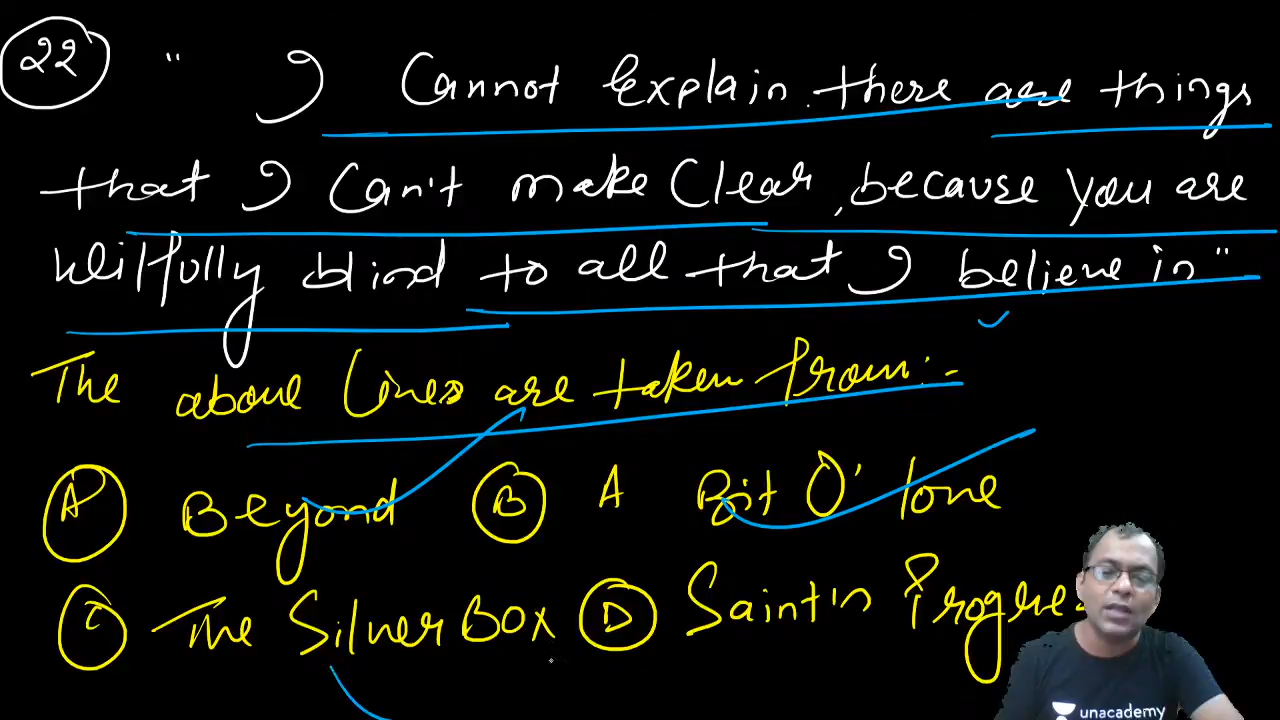 22 " I Cannot Explain there are things
that I Can't make Clear, because you are
wilfully blind to all that I believe in"
The above lines are taken from:-
A Beyond B A Bit O' love
C The Silver Box D Saint's Progre
unacademy